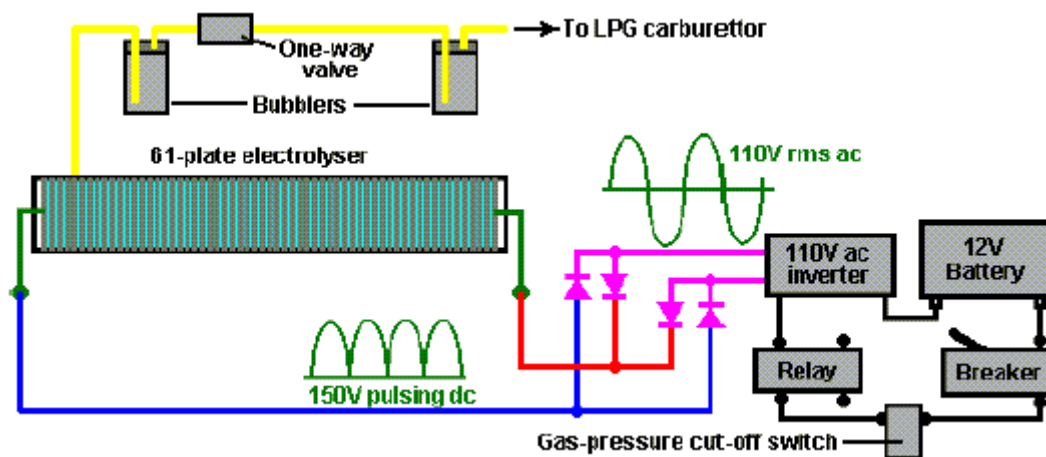 To LPG carburettor
One-way
valve
Bubblers
61-plate electrolyser
110V rms ac
110V ac
inverter
12V
Battery
150V pulsing dc
Relay
Breaker
Gas-pressure cut-off switch